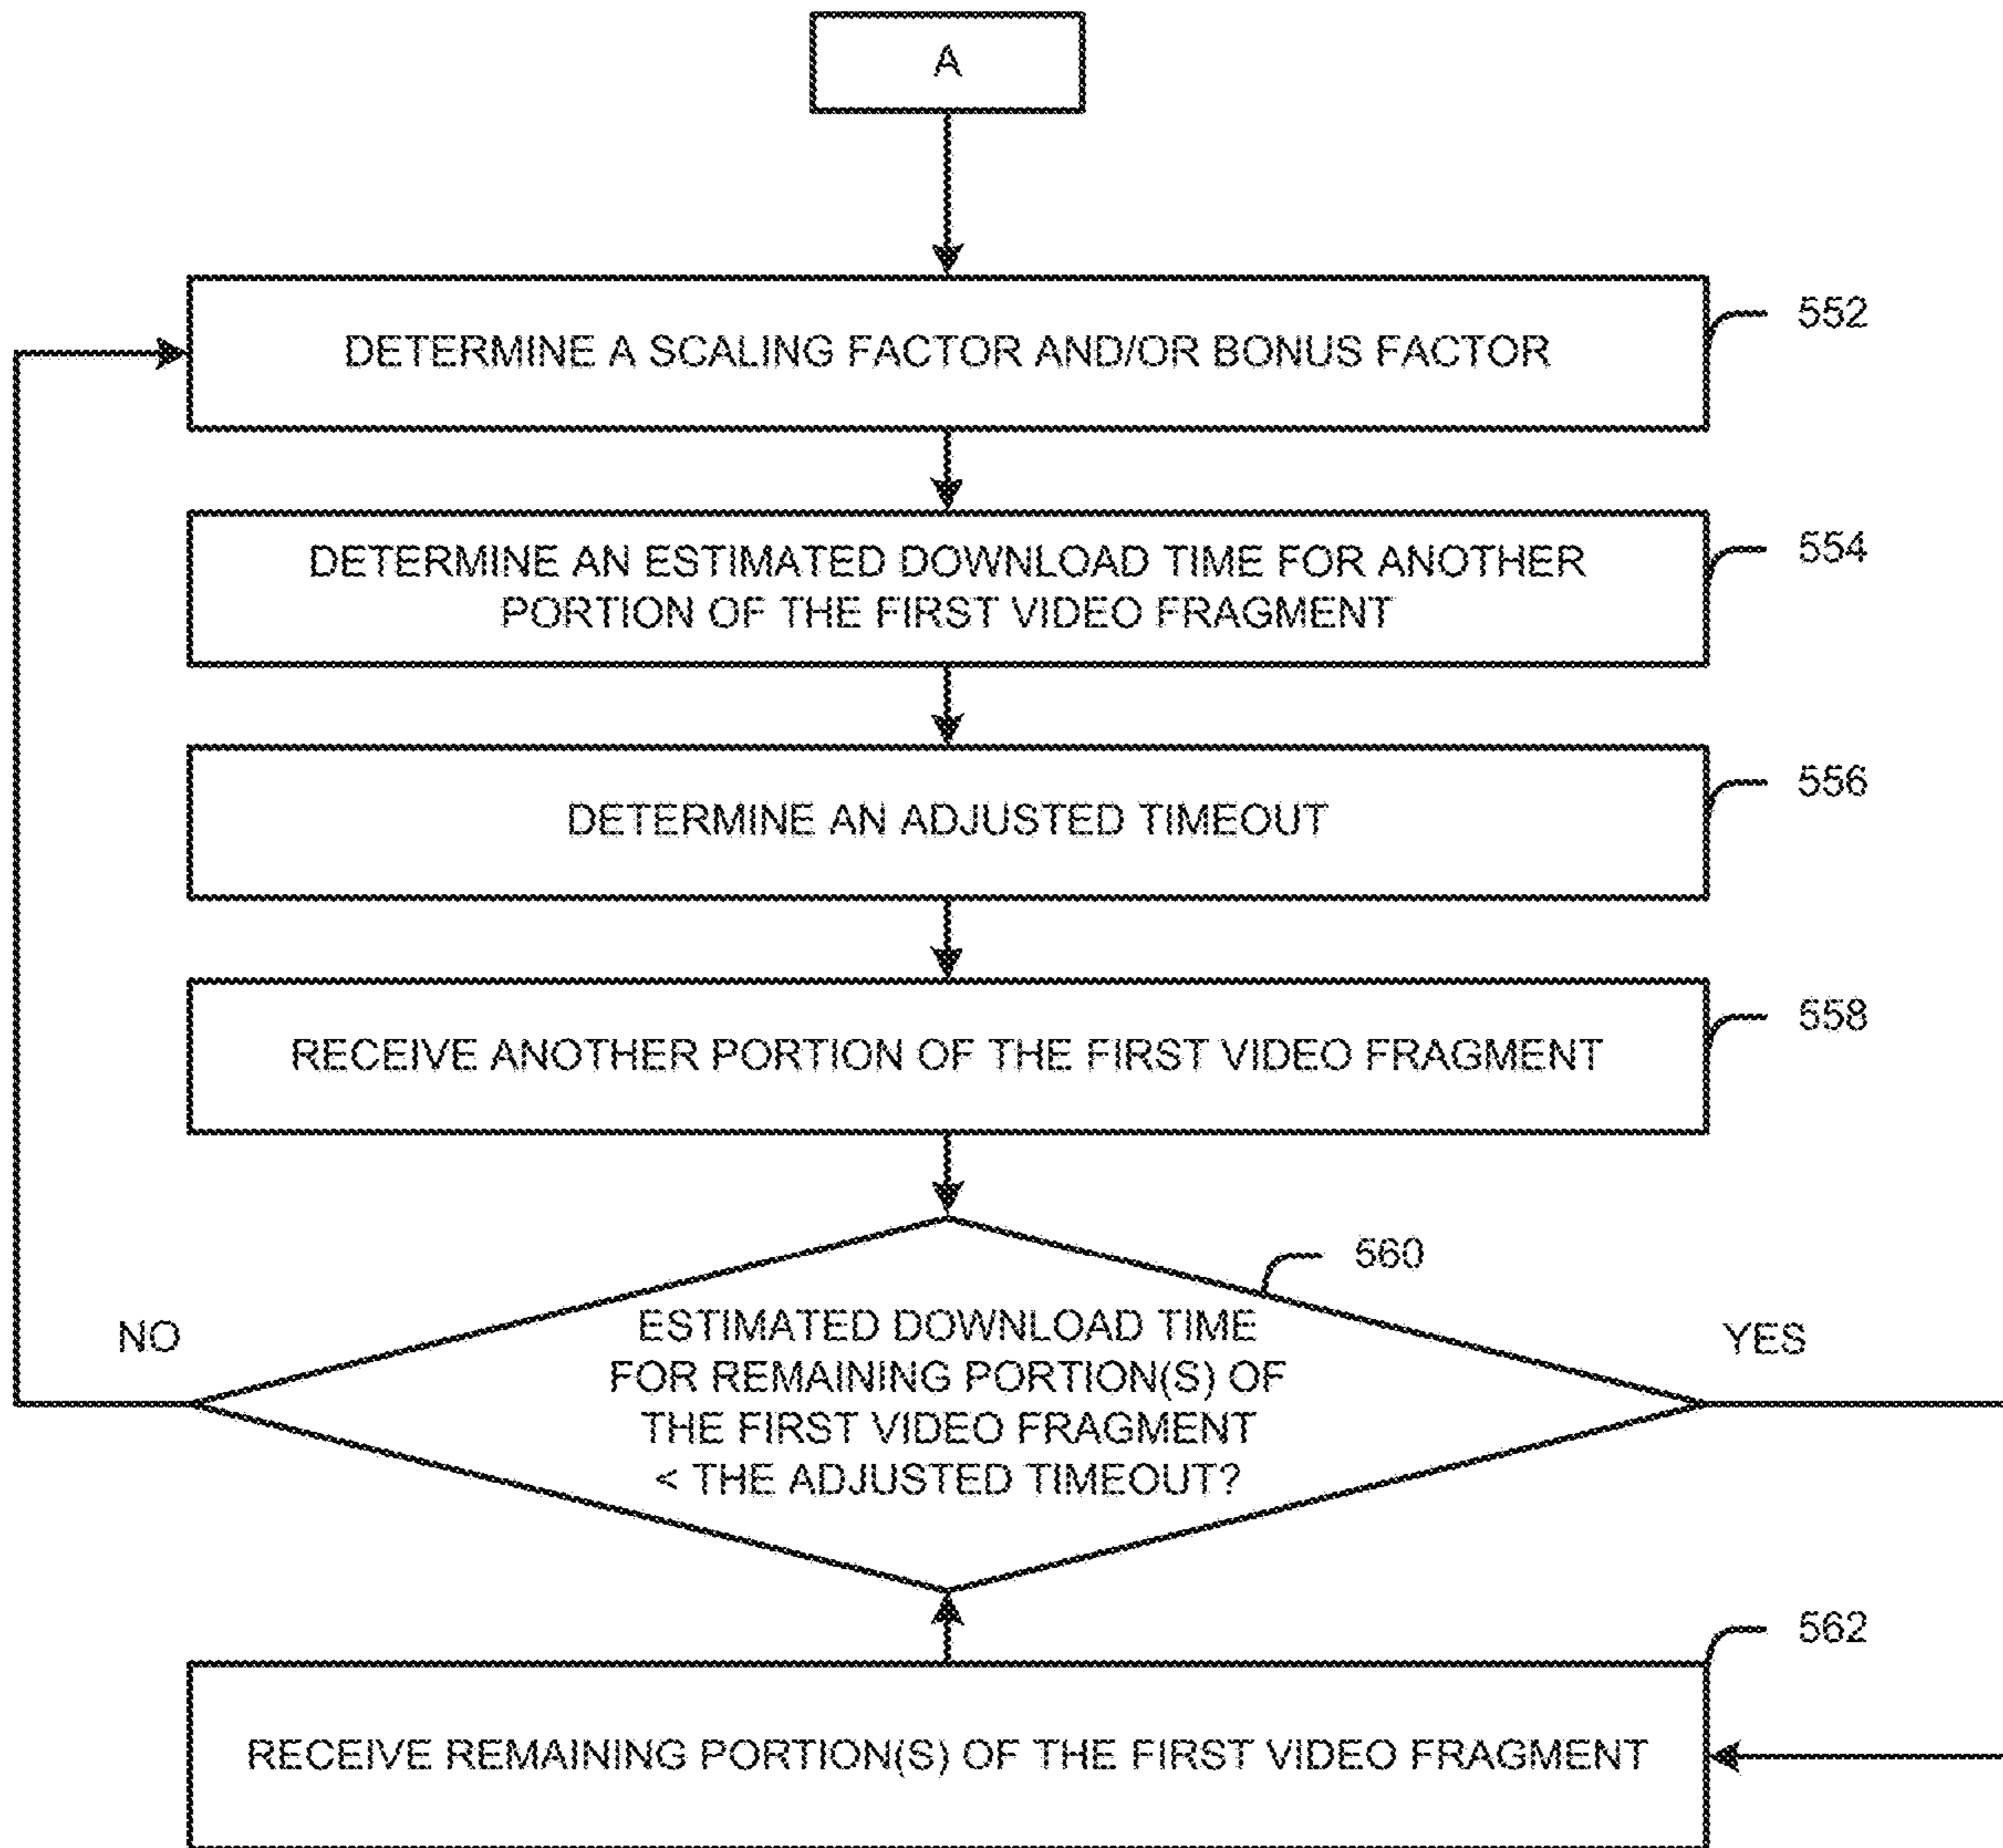 A
DETERMINE A SCALING FACTOR AND/OR BONUS FACTOR
552
DETERMINE AN ESTIMATED DOWNLOAD TIME FOR ANOTHER
PORTION OF THE FIRST VIDEO FRAGMENT
554
DETERMINE AN ADJUSTED TIMEOUT
556
RECEIVE ANOTHER PORTION OF THE FIRST VIDEO FRAGMENT
558
560
NO
ESTIMATED DOWNLOAD TIME
FOR REMAINING PORTION(S) OF
THE FIRST VIDEO FRAGMENT
< THE ADJUSTED TIMEOUT?
YES
562
RECEIVE REMAINING PORTION(S) OF THE FIRST VIDEO FRAGMENT